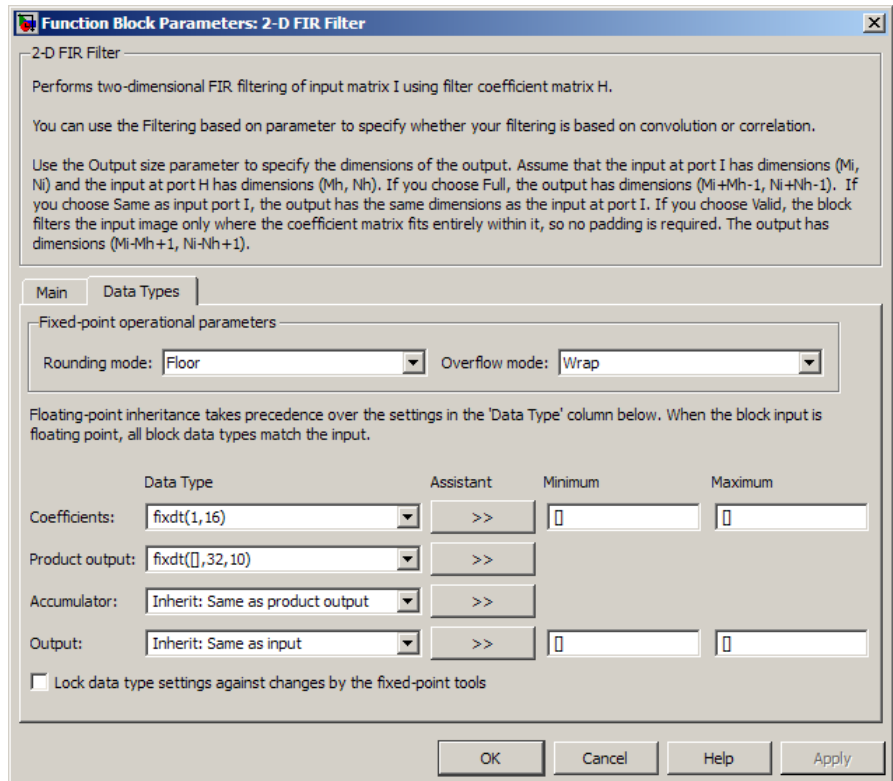 Function Block Parameters: 2-D FIR Filter
2-D FIR Filter
Performs two-dimensional FIR filtering of input matrix I using filter coefficient matrix H.
You can use the Filtering based on parameter to specify whether your filtering is based on convolution or correlation.
Use the Output size parameter to specify the dimensions of the output. Assume that the input at port I has dimensions (Mi,
Ni) and the input at port H has dimensions (Mh, Nh). If you choose Full, the output has dimensions (Mi+Mh-1, Ni+Nh-1). If
you choose Same as input port I, the output has the same dimensions as the input at port I. If you choose Valid, the block
filters the input image only where the coefficient matrix fits entirely within it, so no padding is required. The output has
dimensions (Mi-Mh+1, Ni-Nh+1).
Main Data Types
Fixed-point operational parameters
Rounding mode: Floor Overflow mode: Wrap
Floating-point inheritance takes precedence over the settings in the 'Data Type' column below. When the block input is
floating point, all block data types match the input.
Data Type Assistant Minimum Maximum
Coefficients: fixdt(1,16) >> [] []
Product output: fixdt([],32,10) >>
Accumulator: Inherit: Same as product output >>
Output: Inherit: Same as input >> [] []
Lock data type settings against changes by the fixed-point tools
OK Cancel Help Apply